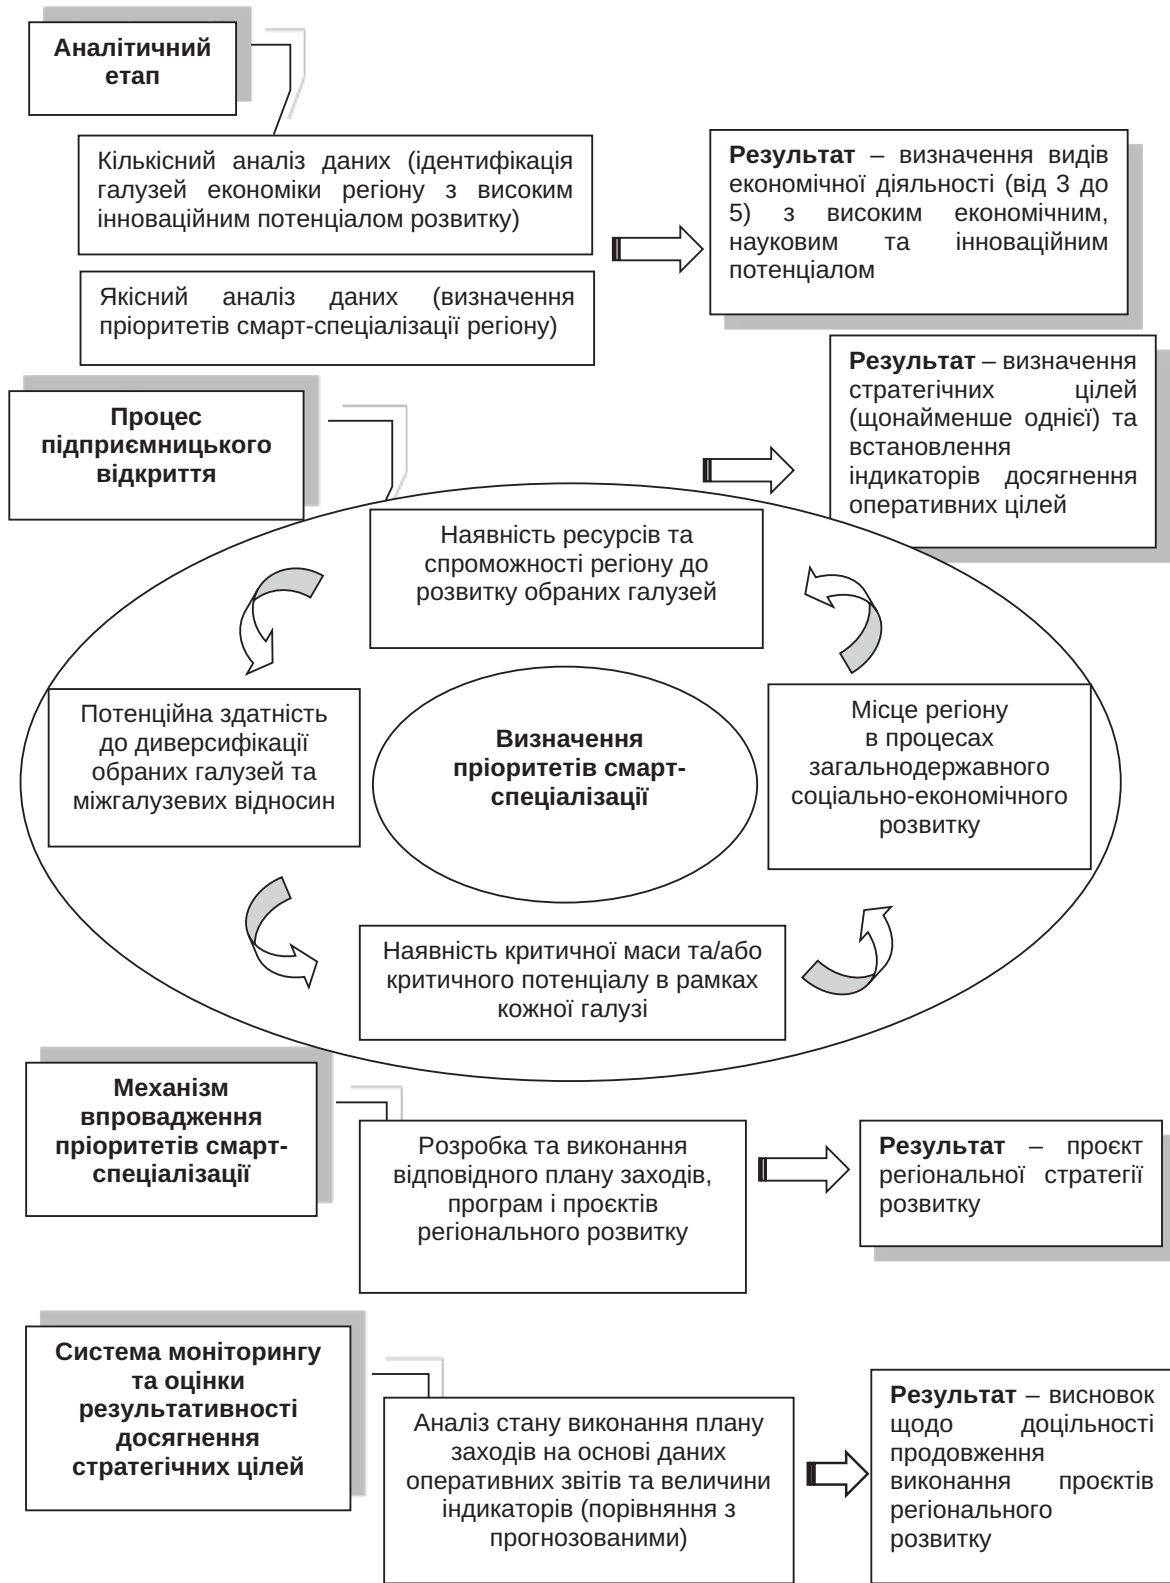 Аналітичний
етап
Кількісний аналіз даних (ідентифікація
галузей економіки регіону з високим
інноваційним потенціалом розвитку)
Якісний аналіз даних (визначення
пріоритетів смарт-спеціалізації регіону)
Результат – визначення видів
економічної діяльності (від 3 до
5) з високим економічним,
науковим та інноваційним
потенціалом
Процес
підприємницького
відкриття
Результат – визначення
стратегічних цілей
(щонайменше однієї) та
встановлення
індикаторів досягнення
оперативних цілей
Наявність ресурсів та
спроможності регіону до
розвитку обраних галузей
Потенційна здатність
до диверсифікації
обраних галузей та
міжгалузевих відносин
Визначення
пріоритетів смарт-
спеціалізації
Місце регіону
в процесах
загальнодержавного
соціально-економічного
розвитку
Наявність критичної маси та/або
критичного потенціалу в рамках
кожної галузі
Механізм
впровадження
пріоритетів смарт-
спеціалізації
Розробка та виконання
відповідного плану заходів,
програм і проєктів
регіонального розвитку
Результат – проєкт
регіональної стратегії
розвитку
Система моніторингу
та оцінки
результативності
досягнення
стратегічних цілей
Аналіз стану виконання плану
заходів на основі даних
оперативних звітів та величини
індикаторів (порівняння з
прогнозованими)
Результат – висновок
щодо доцільності
продовження
виконання проєктів
регіонального
розвитку